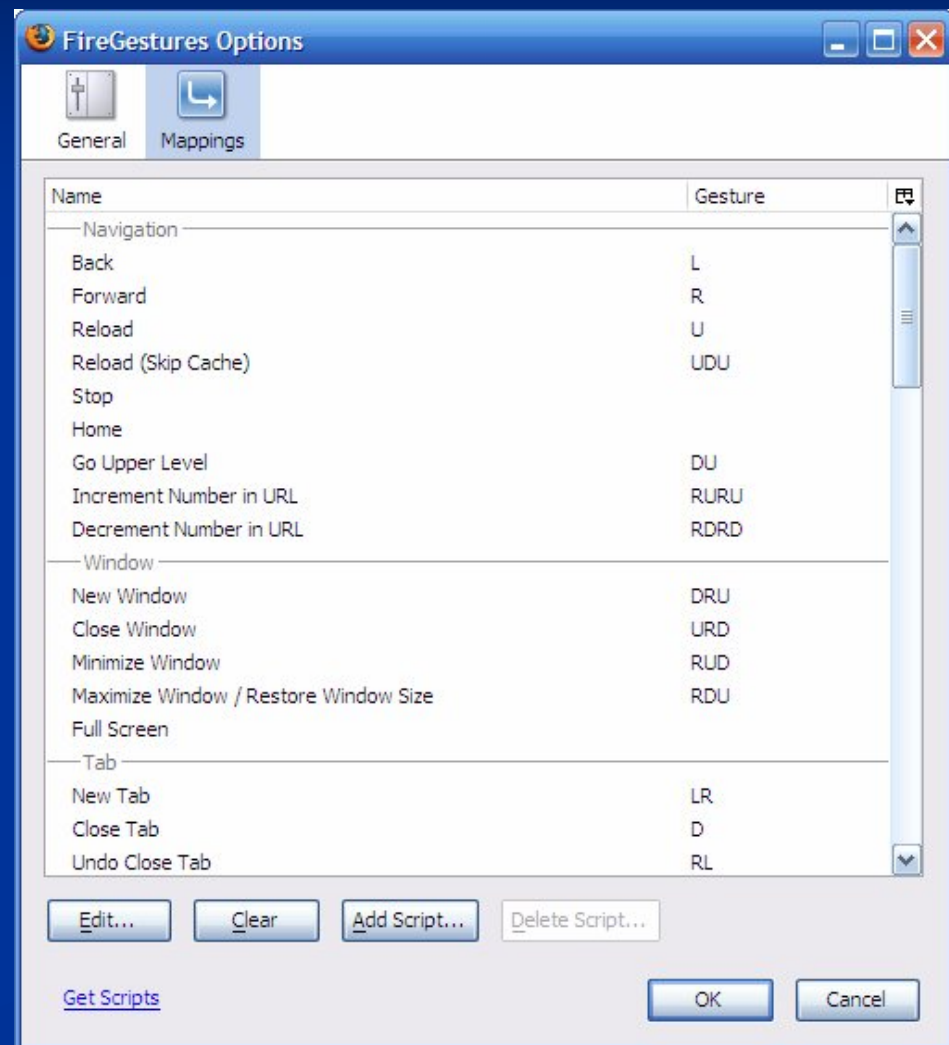 FireGestures Options
General Mappings
Name Gesture
Navigation
Back L
Forward R
Reload U
Reload (Skip Cache) UDU
Stop
Home
Go Upper Level DU
Increment Number in URL RURU
Decrement Number in URL RDRD
Window
New Window DRU
Close Window URD
Minimize Window RUD
Maximize Window / Restore Window Size RDU
Full Screen
Tab
New Tab LR
Close Tab D
Undo Close Tab RL
Edit... Clear Add Script... Delete Script...
Get Scripts OK Cancel